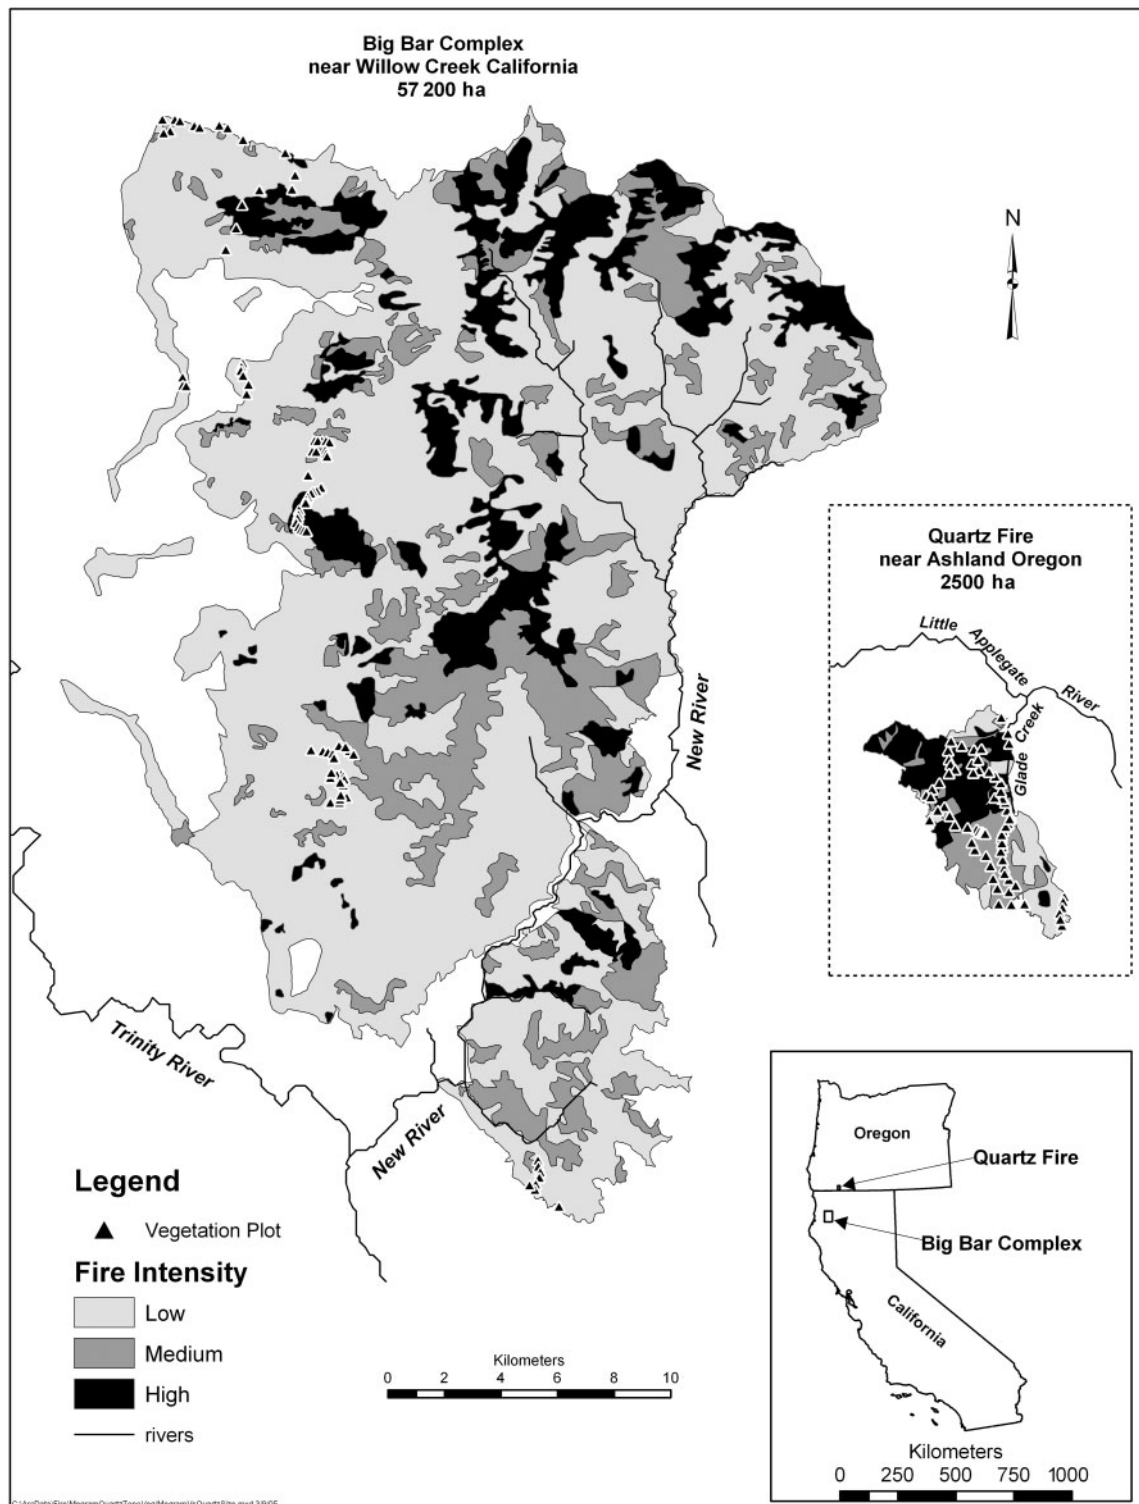 Big Bar Complex
near Willow Creek California
57 200 ha
N
Quartz Fire
near Ashland Oregon
2500 ha
Little Applegate River
Glade Creek
New River
Trinity River
New River
Legend
Vegetation Plot
Fire Intensity
Low
Medium
High
rivers
Kilometers
0 2 4 6 8 10
Oregon
Quartz Fire
Big Bar Complex
California
Kilometers
0 250 500 750 1000